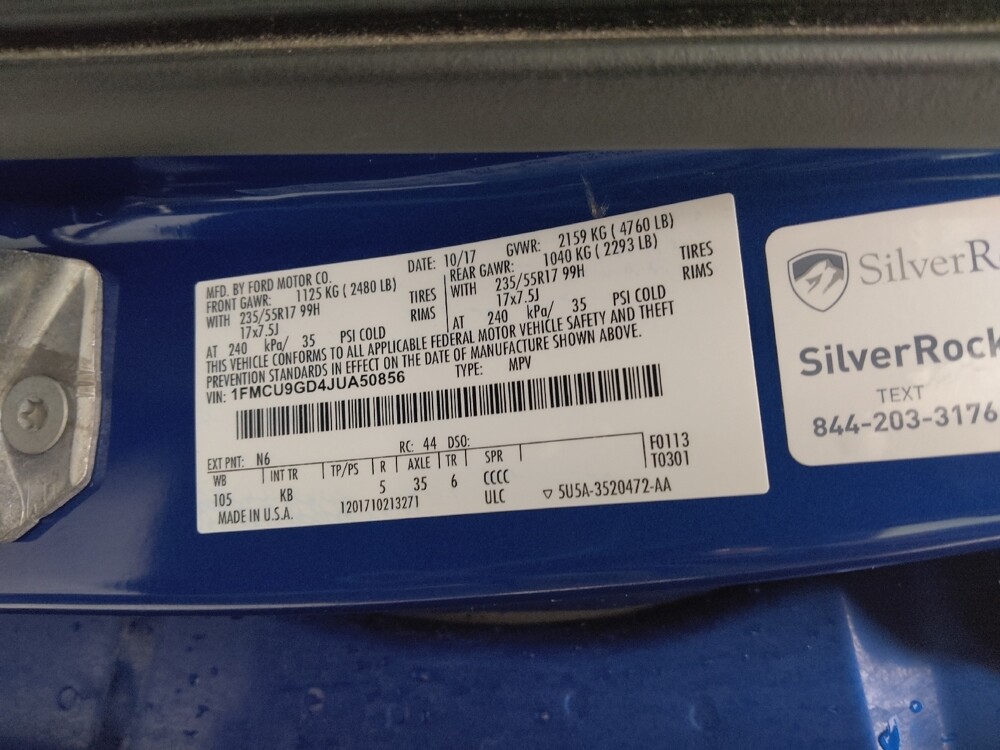 MFD. BY FORD MOTOR CO.
DATE: 10/17 GVWR: 2159 KG ( 4760 LB)
FRONT GAWR: 1125 KG ( 2480 LB)
REAR GAWR: 1040 KG ( 2293 LB)
WITH 235/55R17 99H TIRES
WITH 235/55R17 99H TIRES
17x7.5J RIMS
17x7.5J RIMS
AT 240 kPa/ 35 PSI COLD
AT 240 kPa/ 35 PSI COLD
THIS VEHICLE CONFORMS TO ALL APPLICABLE FEDERAL MOTOR VEHICLE SAFETY AND THEFT
PREVENTION STANDARDS IN EFFECT ON THE DATE OF MANUFACTURE SHOWN ABOVE.
VIN: 1FMCU9GD4JUA50856 TYPE: MPV
EXT PNT: N6 RC: 44 DSO: F0113
WB INT TR TP/PS R AXLE TR SPR T0301
105 KB 5 35 6 CCCC
MADE IN U.S.A. 1201710213271 ULC ▽ 5U5A-3520472-AA
SilverRo
SilverRock
TEXT
844-203-3176